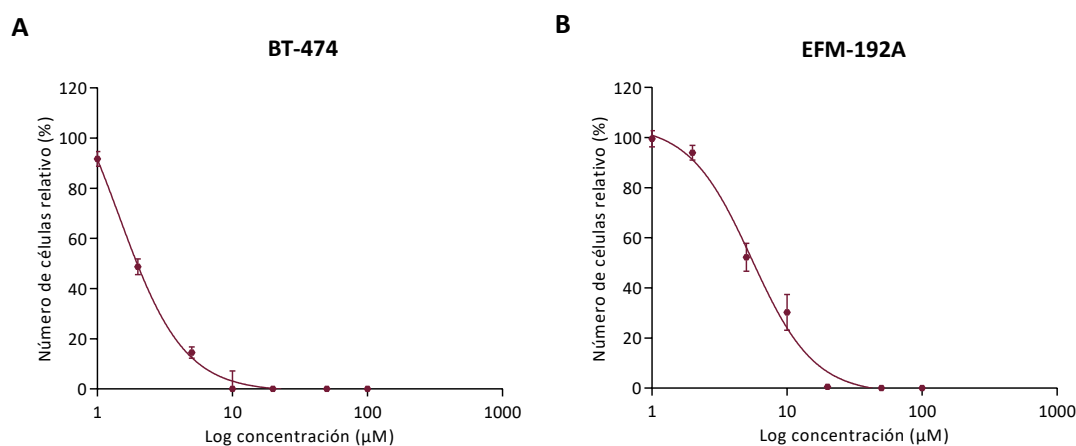 A
BT-474
Número de células relativo (%)
120
100
80
60
40
20
0
1
10
100
1000
Log concentración (µM)
B
EFM-192A
Número de células relativo (%)
120
100
80
60
40
20
0
1
10
100
1000
Log concentración (µM)